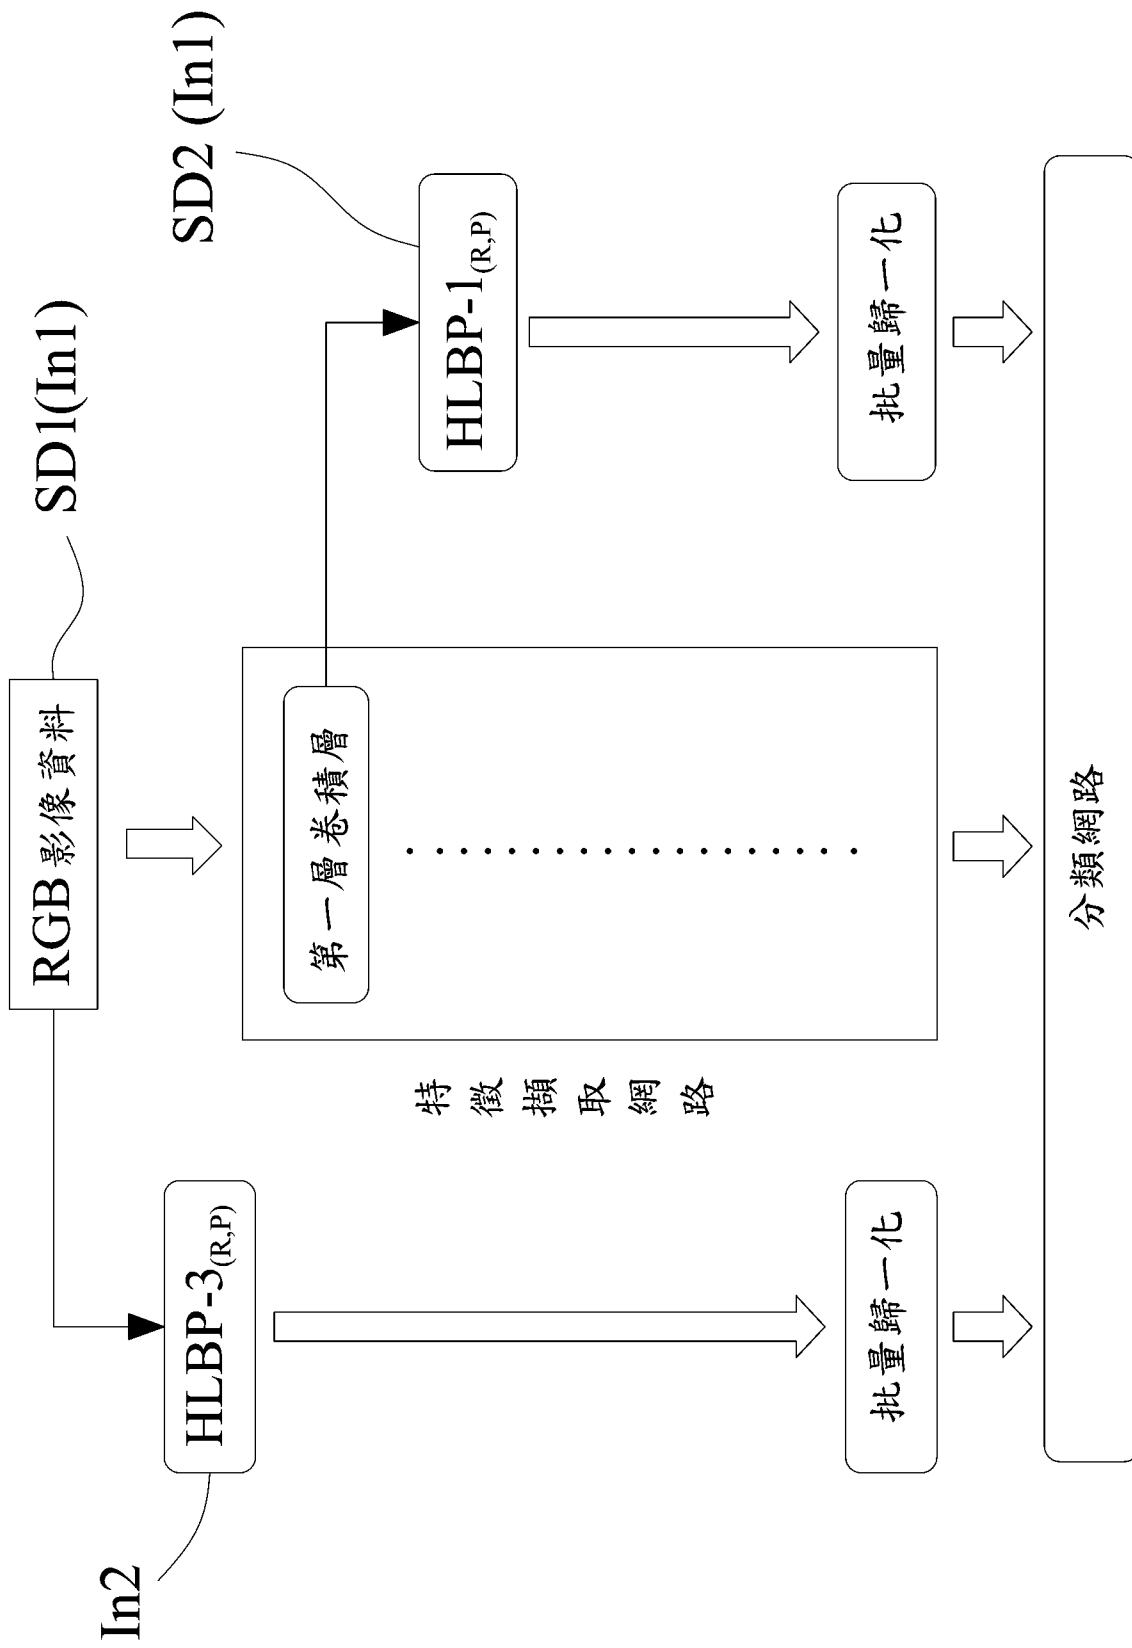 SD1(In1)
RGB影像資料
SD2 (In1)
In2
HLBP-3(R,P)
特徵擷取網路
第一層卷積層
HLBP-1(R,P)
批量歸一化
批量歸一化
分類網路